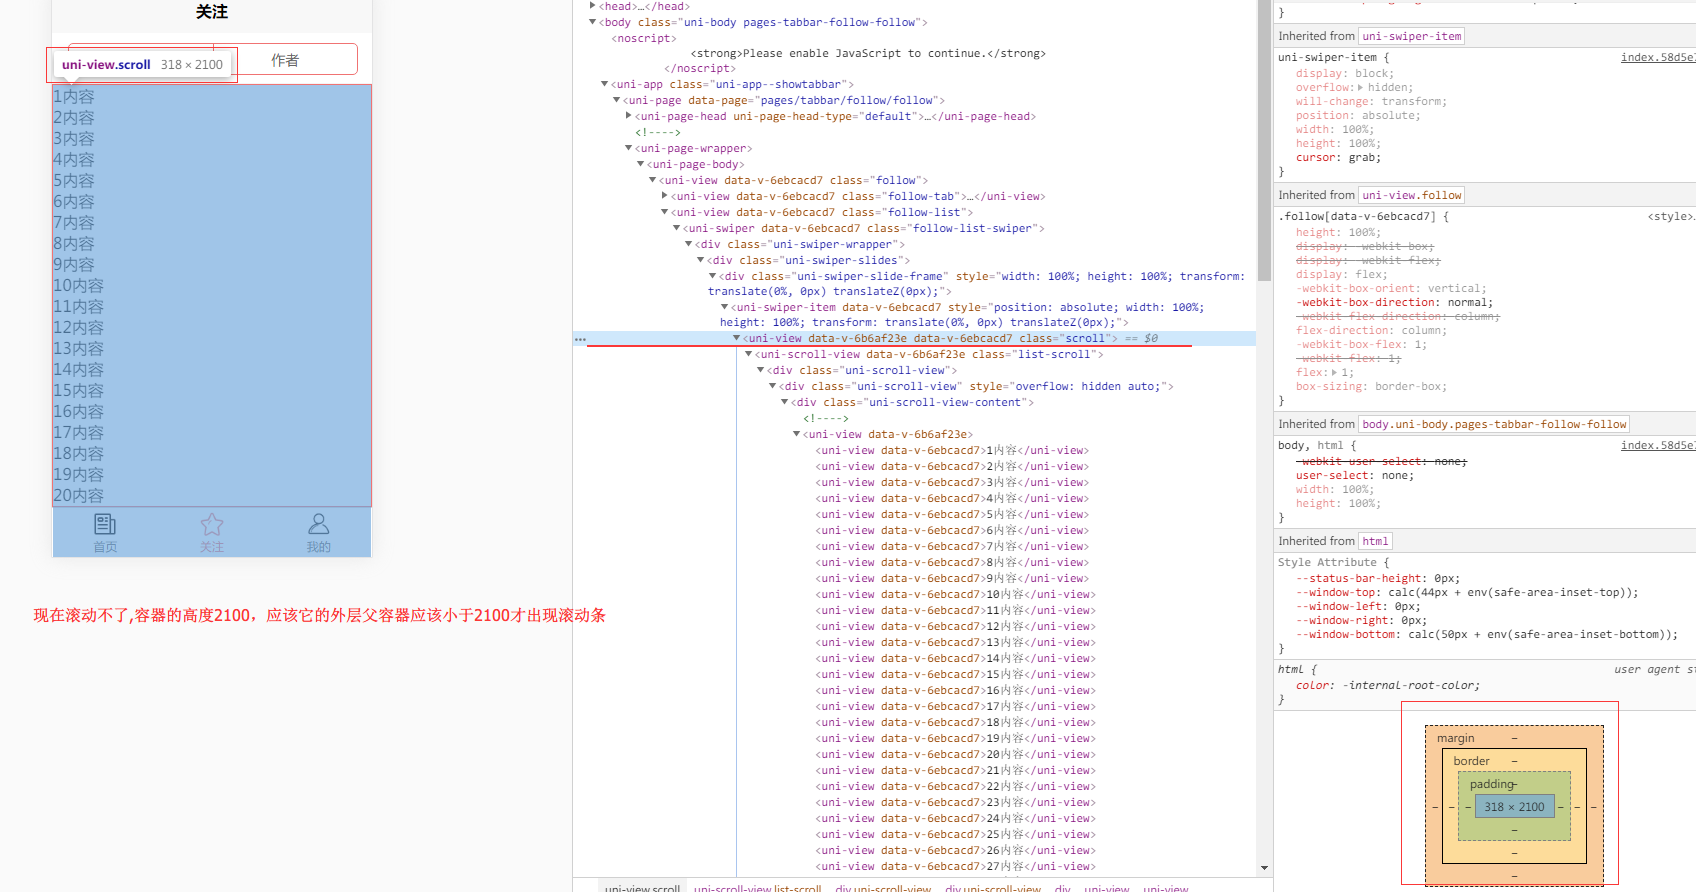 关注
作者
uni-view.scroll 318 × 2100
1内容
2内容
3内容
4内容
5内容
6内容
7内容
8内容
9内容
10内容
11内容
12内容
13内容
14内容
15内容
16内容
17内容
18内容
19内容
20内容
首页
关注
我的
现在滚动不了,容器的高度2100，应该它的外层父容器应该小于2100才出现滚动条
<head>…</head>
<body class="uni-body pages-tabbar-follow-follow">
<noscript>
<strong>Please enable JavaScript to continue.</strong>
</noscript>
<uni-app class="uni-app--showtabbar">
<uni-page data-page="pages/tabbar/follow/follow">
<uni-page-head uni-page-head-type="default">…</uni-page-head>
<!---->
<uni-page-wrapper>
<uni-page-body>
<uni-view data-v-6ebcacd7 class="follow">
<uni-view data-v-6ebcacd7 class="follow-tab">…</uni-view>
<uni-view data-v-6ebcacd7 class="follow-list">
<uni-swiper data-v-6ebcacd7 class="follow-list-swiper">
<div class="uni-swiper-wrapper">
<div class="uni-swiper-slides">
<div class="uni-swiper-slide-frame" style="width: 100%; height: 100%; transform:
translate(0%, 0px) translateZ(0px);">
<uni-swiper-item data-v-6ebcacd7 style="position: absolute; width: 100%;
height: 100%; transform: translate(0%, 0px) translateZ(0px);">
<uni-view data-v-6b6af23e data-v-6ebcacd7 class="scroll"> == $0
<uni-scroll-view data-v-6b6af23e class="list-scroll">
<div class="uni-scroll-view">
<div class="uni-scroll-view" style="overflow: hidden auto;">
<div class="uni-scroll-view-content">
<!---->
<uni-view data-v-6b6af23e>
<uni-view data-v-6ebcacd7>1内容</uni-view>
<uni-view data-v-6ebcacd7>2内容</uni-view>
<uni-view data-v-6ebcacd7>3内容</uni-view>
<uni-view data-v-6ebcacd7>4内容</uni-view>
<uni-view data-v-6ebcacd7>5内容</uni-view>
<uni-view data-v-6ebcacd7>6内容</uni-view>
<uni-view data-v-6ebcacd7>7内容</uni-view>
<uni-view data-v-6ebcacd7>8内容</uni-view>
<uni-view data-v-6ebcacd7>9内容</uni-view>
<uni-view data-v-6ebcacd7>10内容</uni-view>
<uni-view data-v-6ebcacd7>11内容</uni-view>
<uni-view data-v-6ebcacd7>12内容</uni-view>
<uni-view data-v-6ebcacd7>13内容</uni-view>
<uni-view data-v-6ebcacd7>14内容</uni-view>
<uni-view data-v-6ebcacd7>15内容</uni-view>
<uni-view data-v-6ebcacd7>16内容</uni-view>
<uni-view data-v-6ebcacd7>17内容</uni-view>
<uni-view data-v-6ebcacd7>18内容</uni-view>
<uni-view data-v-6ebcacd7>19内容</uni-view>
<uni-view data-v-6ebcacd7>20内容</uni-view>
<uni-view data-v-6ebcacd7>21内容</uni-view>
<uni-view data-v-6ebcacd7>22内容</uni-view>
<uni-view data-v-6ebcacd7>23内容</uni-view>
<uni-view data-v-6ebcacd7>24内容</uni-view>
<uni-view data-v-6ebcacd7>25内容</uni-view>
<uni-view data-v-6ebcacd7>26内容</uni-view>
<uni-view data-v-6ebcacd7>27内容</uni-view>
uni-view.scroll uni-scroll-view.list-scroll div.uni-scroll-view div.uni-scroll-view div uni-view uni-view
}
Inherited from uni-swiper-item
uni-swiper-item { index.58d5e
display: block;
overflow: hidden;
will-change: transform;
position: absolute;
width: 100%;
height: 100%;
cursor: grab;
}
Inherited from uni-view.follow
.follow[data-v-6ebcacd7] { <style>
height: 100%;
display: -webkit-box;
display: -webkit-flex;
display: flex;
-webkit-box-orient: vertical;
-webkit-box-direction: normal;
-webkit-flex-direction: column;
flex-direction: column;
-webkit-box-flex: 1;
-webkit-flex: 1;
flex: 1;
box-sizing: border-box;
}
Inherited from body.uni-body.pages-tabbar-follow-follow
body, html { index.58d5e
-webkit-user-select: none;
user-select: none;
width: 100%;
height: 100%;
}
Inherited from html
Style Attribute {
--status-bar-height: 0px;
--window-top: calc(44px + env(safe-area-inset-top));
--window-left: 0px;
--window-right: 0px;
--window-bottom: calc(50px + env(safe-area-inset-bottom));
}
html { user agent st
color: -internal-root-color;
}
margin –
border –
padding –
– – – 318 × 2100 – – –
–
–
–